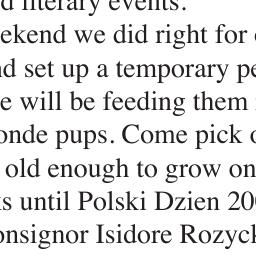 d literary events.
ekend we did right for
nd set up a temporary pe
e will be feeding them
onde pups. Come pick
old enough to grow on
s until Polski Dzien 20
onsignor Isidore Rozyck